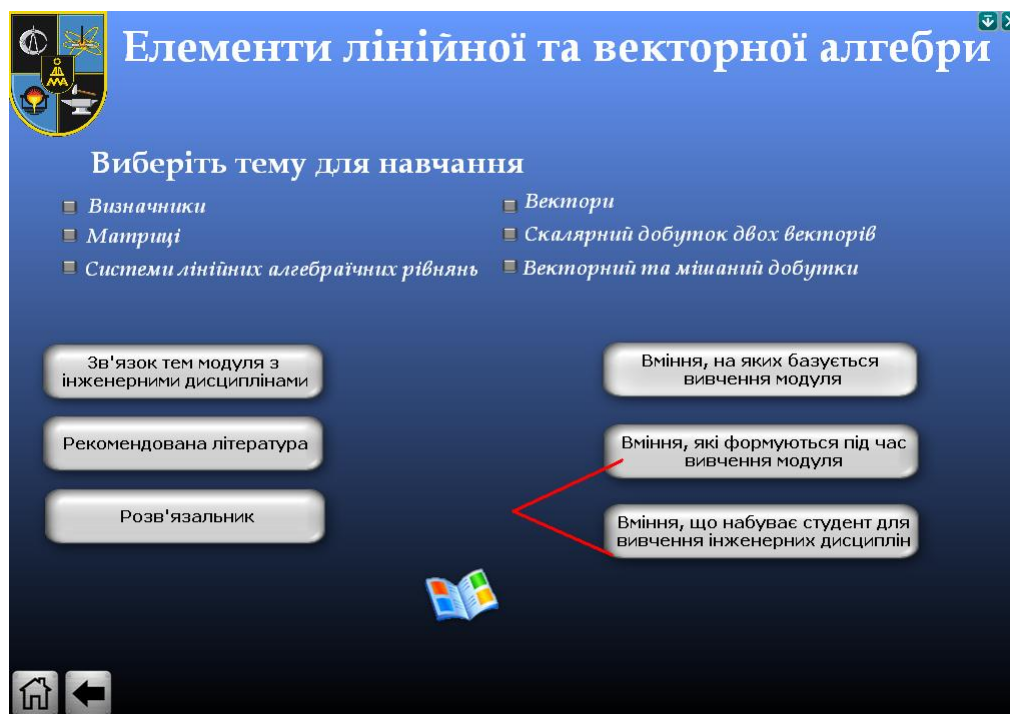 Елементи лінійної та векторної алгебри
Виберіть тему для навчання
Визначники
Матриці
Системи лінійних алгебраїчних рівнянь
Вектори
Скалярний добуток двох векторів
Векторний та мішаний добутки
Зв'язок тем модуля з
інженерними дисциплінами
Рекомендована література
Розв'язальник
Вміння, на яких базується
вивчення модуля
Вміння, які формуються під час
вивчення модуля
Вміння, що набуває студент для
вивчення інженерних дисциплін